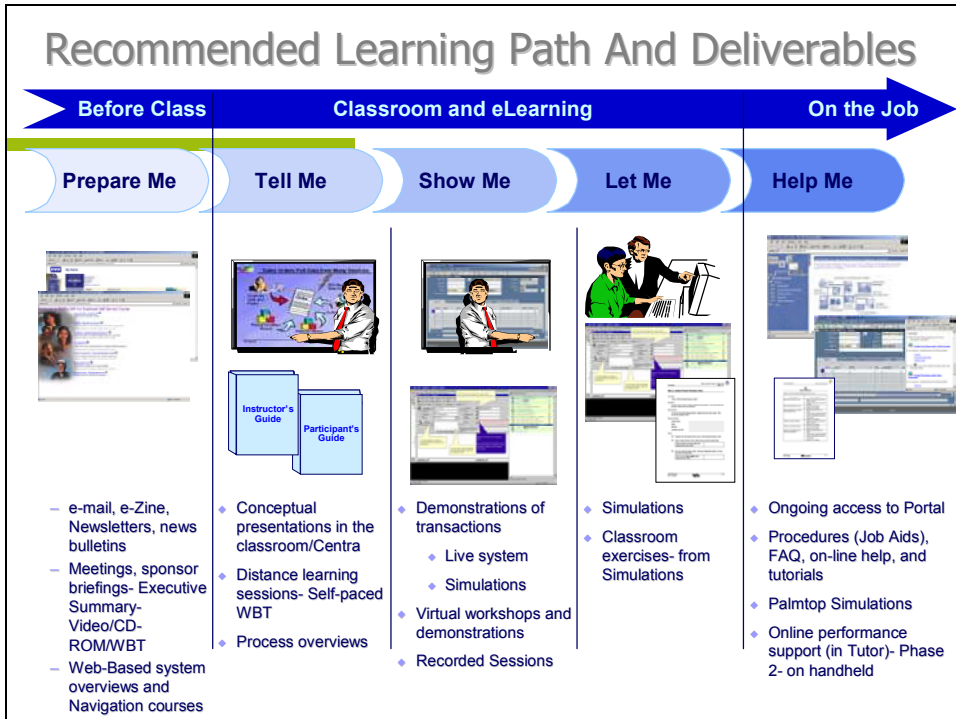 Recommended Learning Path And Deliverables
Before Class
Classroom and eLearning
On the Job
Prepare Me
Tell Me
Show Me
Let Me
Help Me
Instructor's
Guide
Participant's
Guide
– e-mail, e-Zine,
Newsletters, news
bulletins
– Meetings, sponsor
briefings- Executive
Summary-
Video/CD-
ROM/WBT
– Web-Based system
overviews and
Navigation courses
Conceptual
presentations in the
classroom/Centra
Distance learning
sessions- Self-paced
WBT
Process overviews
Demonstrations of
transactions
Live system
Simulations
Virtual workshops and
demonstrations
Recorded Sessions
Simulations
Classroom
exercises- from
Simulations
Ongoing access to Portal
Procedures (Job Aids),
FAQ, on-line help, and
tutorials
Palmtop Simulations
Online performance
support (in Tutor)- Phase
2- on handheld